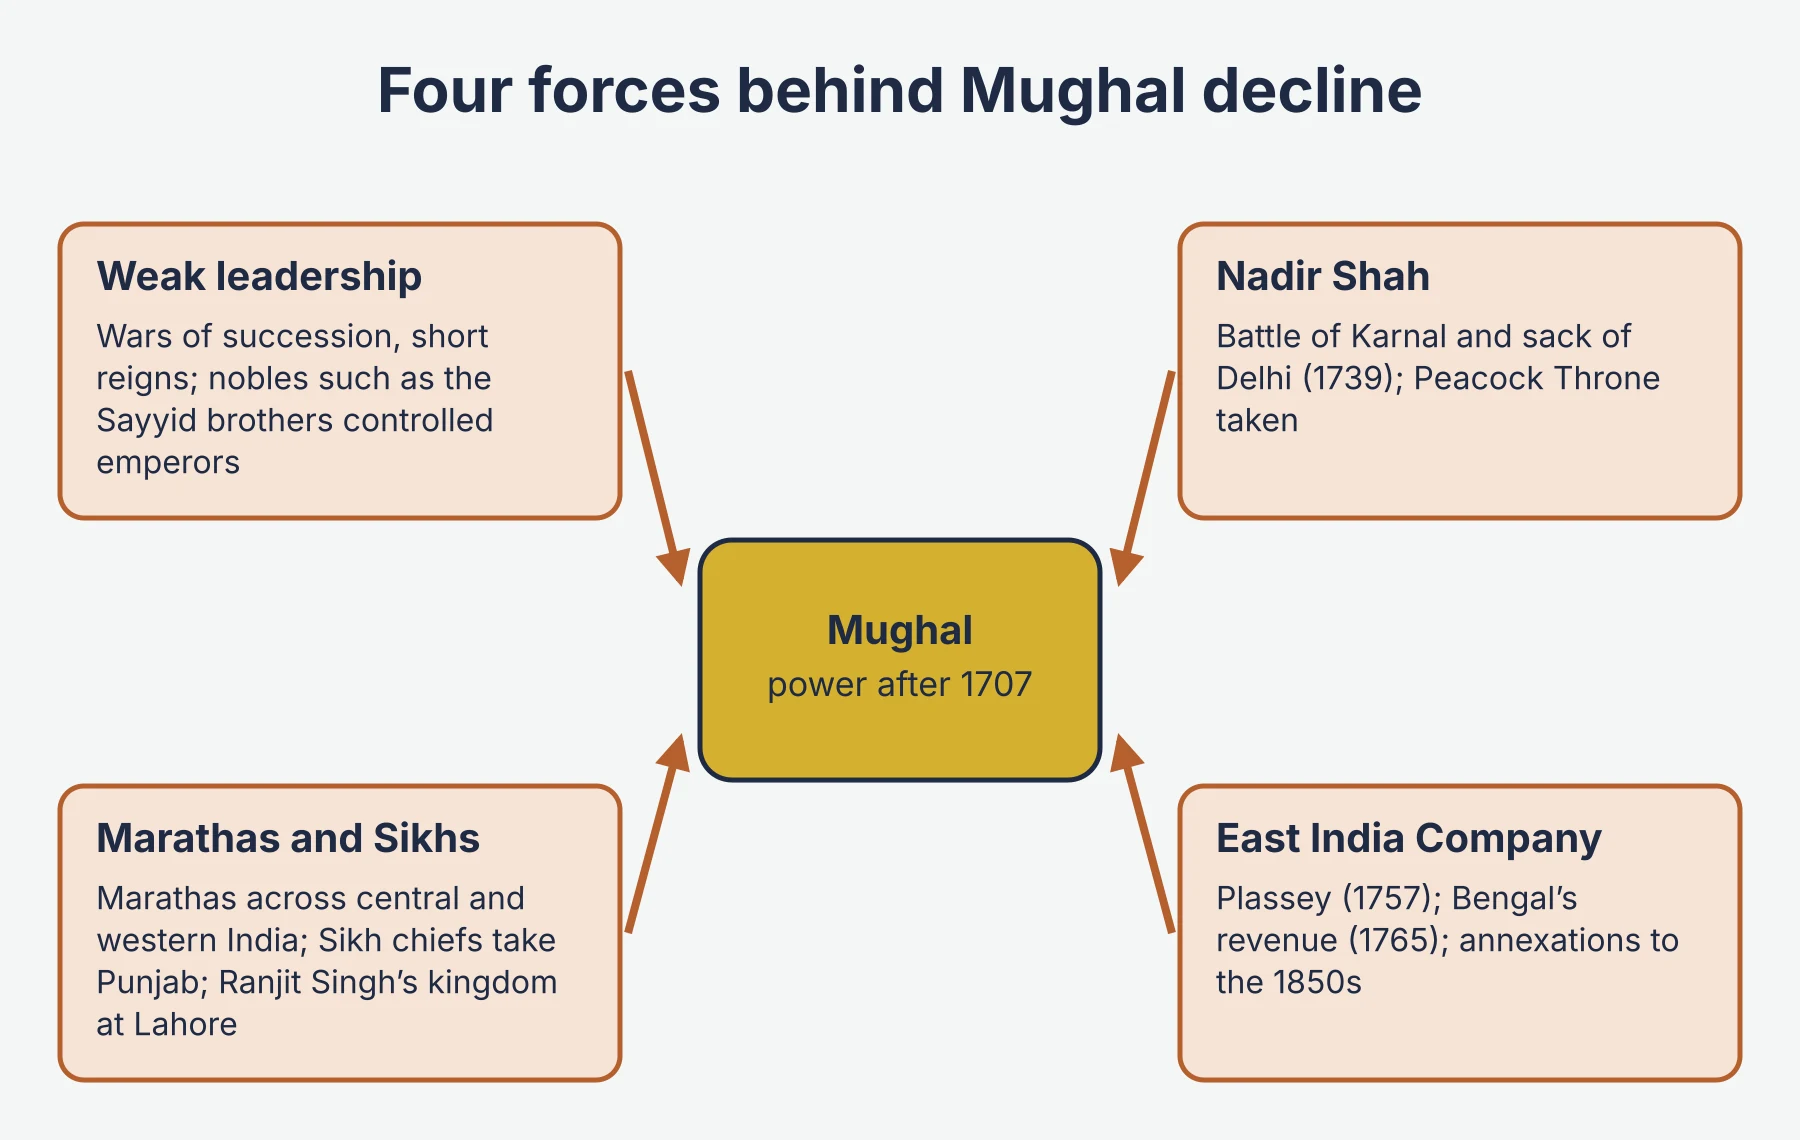 Four forces behind Mughal decline
Weak leadership
Wars of succession, short
reigns; nobles such as the
Sayyid brothers controlled
emperors
Nadir Shah
Battle of Karnal and sack of
Delhi (1739); Peacock Throne
taken
Mughal
power after 1707
Marathas and Sikhs
Marathas across central and
western India; Sikh chiefs take
Punjab; Ranjit Singh’s kingdom
at Lahore
East India Company
Plassey (1757); Bengal’s
revenue (1765); annexations to
the 1850s